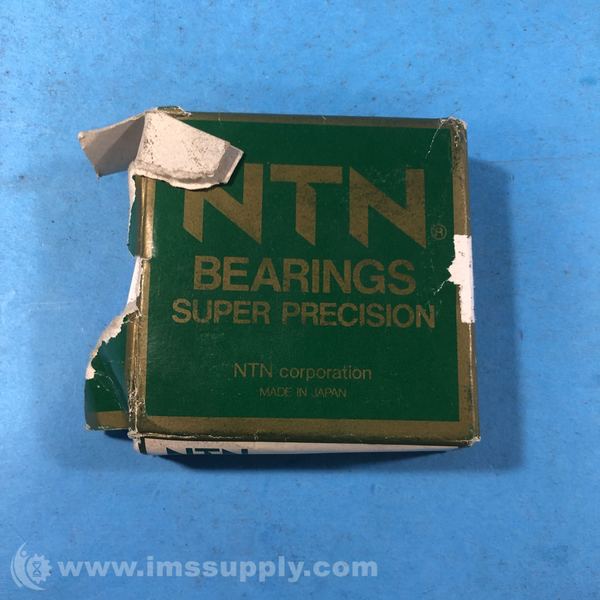 NTN®
BEARINGS
SUPER PRECISION
NTN corporation
MADE IN JAPAN
NTN
www.imssupply.com